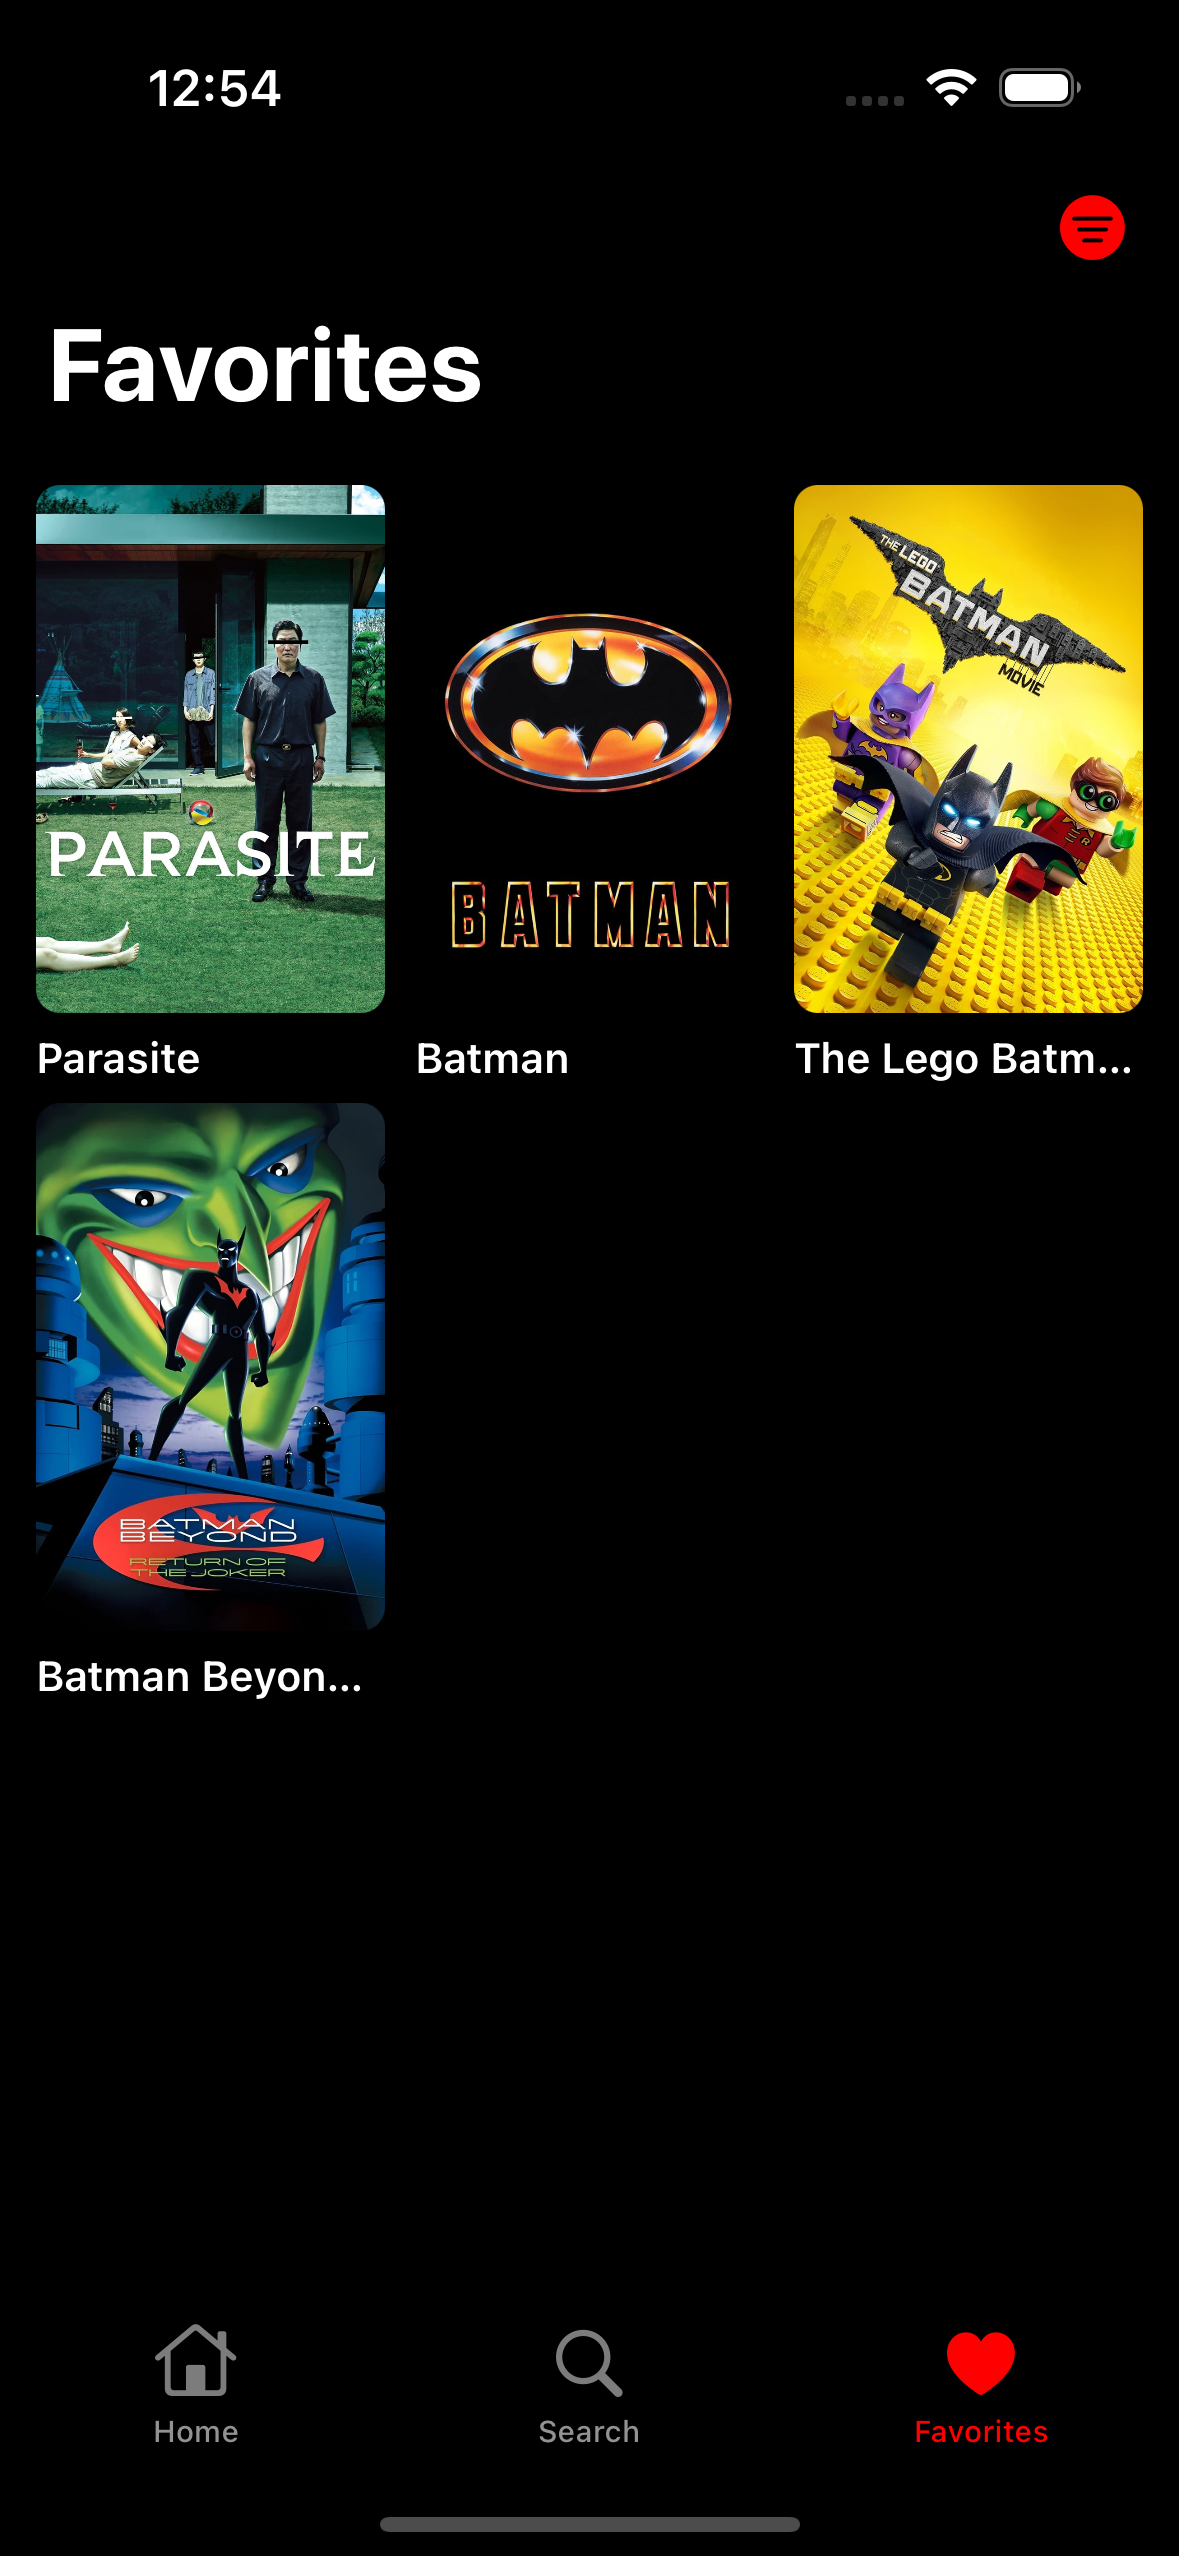 12:54
Favorites
PARASITE
Parasite
BATMAN
Batman
THE LEGO
BATMAN
MOVIE
The Lego Batm...
BATMAN
BEYOND
RETURN OF
THE JOKER
Batman Beyon...
Home
Search
Favorites